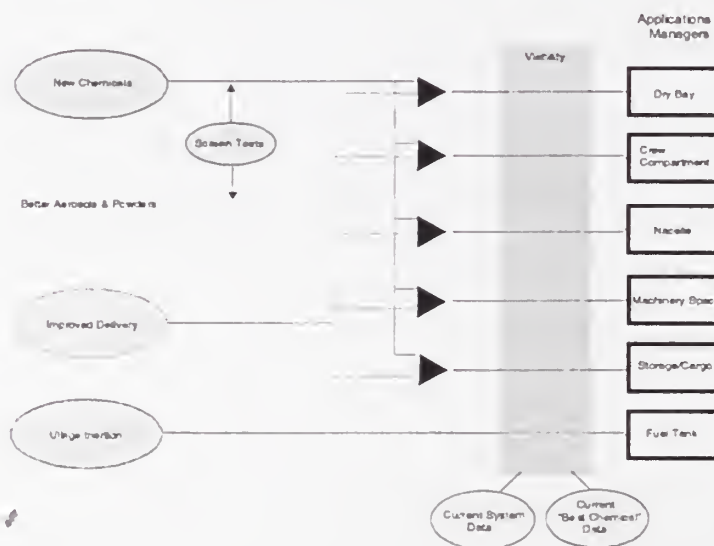 Applications
Managers
Viability
New Chemicals
Dry Bay
Screen Tests
Crew
Compartment
Better Aerosols & Powders
Nacelle
Improved Delivery
Machinery Spac
Storage/Cargo
Ullage Inertion
Fuel Tank
Current System
Data
Current
"Best Chemical"
Data